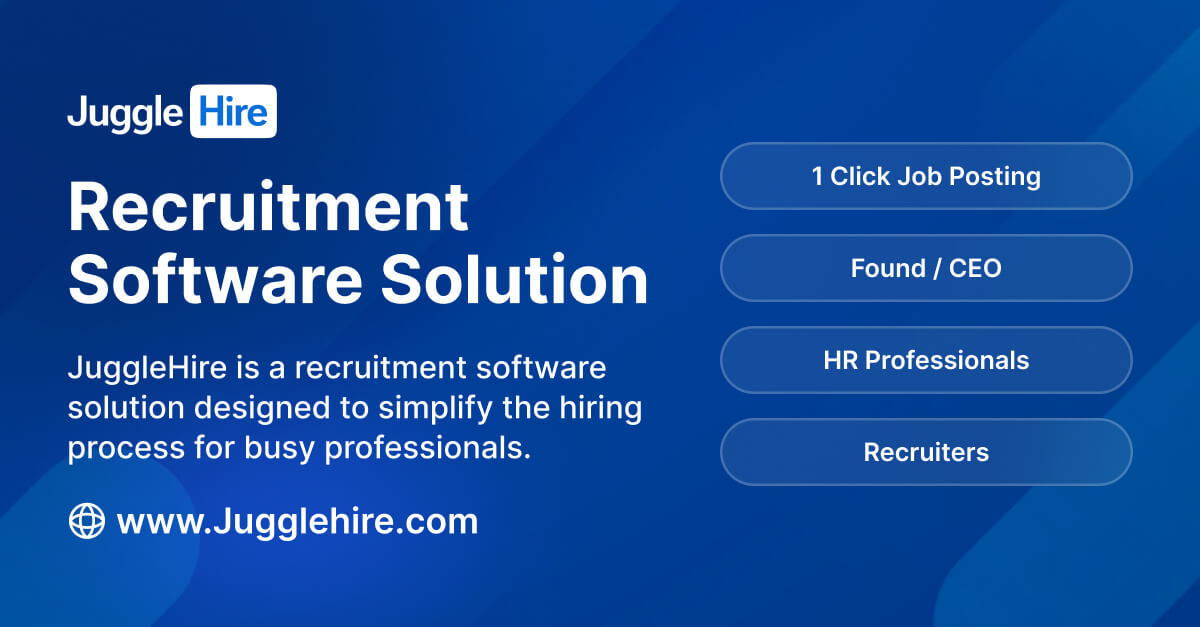 Juggle Hire
Recruitment
Software Solution
JuggleHire is a recruitment software
solution designed to simplify the hiring
process for busy professionals.
www.Jugglehire.com
1 Click Job Posting
Found / CEO
HR Professionals
Recruiters